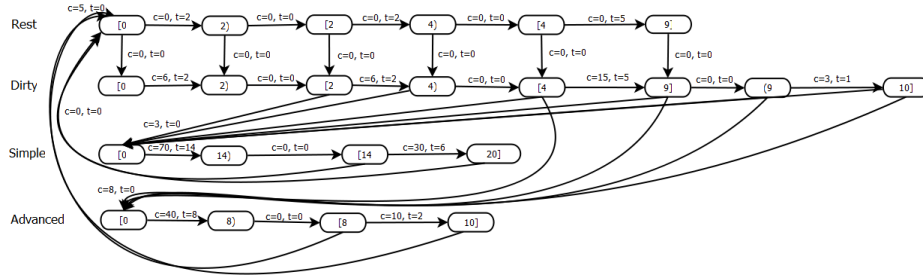 c=5, t=0
Rest [0 c=0, t=2 2) c=0, t=0 [2 c=0, t=2 4) c=0, t=0 [4 c=0, t=5 9]
c=0, t=0 c=0, t=0 c=0, t=0 c=0, t=0 c=0, t=0 c=0, t=0
Dirty [0 c=6, t=2 2) c=0, t=0 [2 c=6, t=2 4) c=0, t=0 [4 c=15, t=5 9] c=0, t=0 (9 c=3, t=1 10]
c=0, t=0
c=3, t=0
Simple [0 c=70, t=14 14) c=0, t=0 [14 c=30, t=6 20]
c=8, t=0
Advanced [0 c=40, t=8 8) c=0, t=0 [8 c=10, t=2 10]